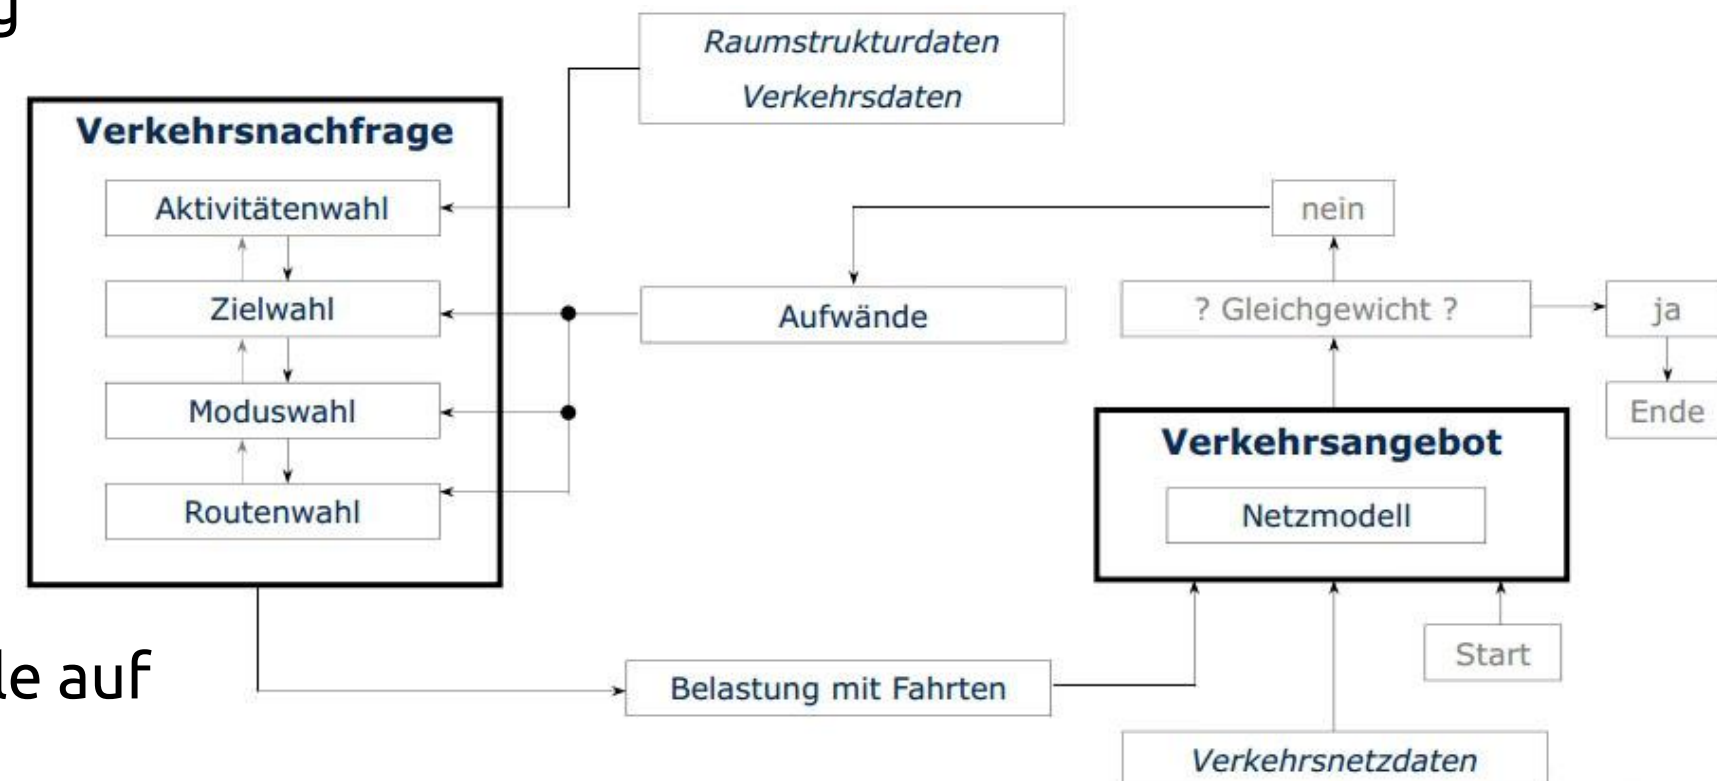 Raumstrukturdaten
Verkehrsdaten
Verkehrsnachfrage
Aktivitätenwahl
nein
Zielwahl
Aufwände
? Gleichgewicht ?
ja
Moduswahl
Ende
Verkehrsangebot
Routenwahl
Netzmodell
Start
le auf
Belastung mit Fahrten
Verkehrsnetzdaten